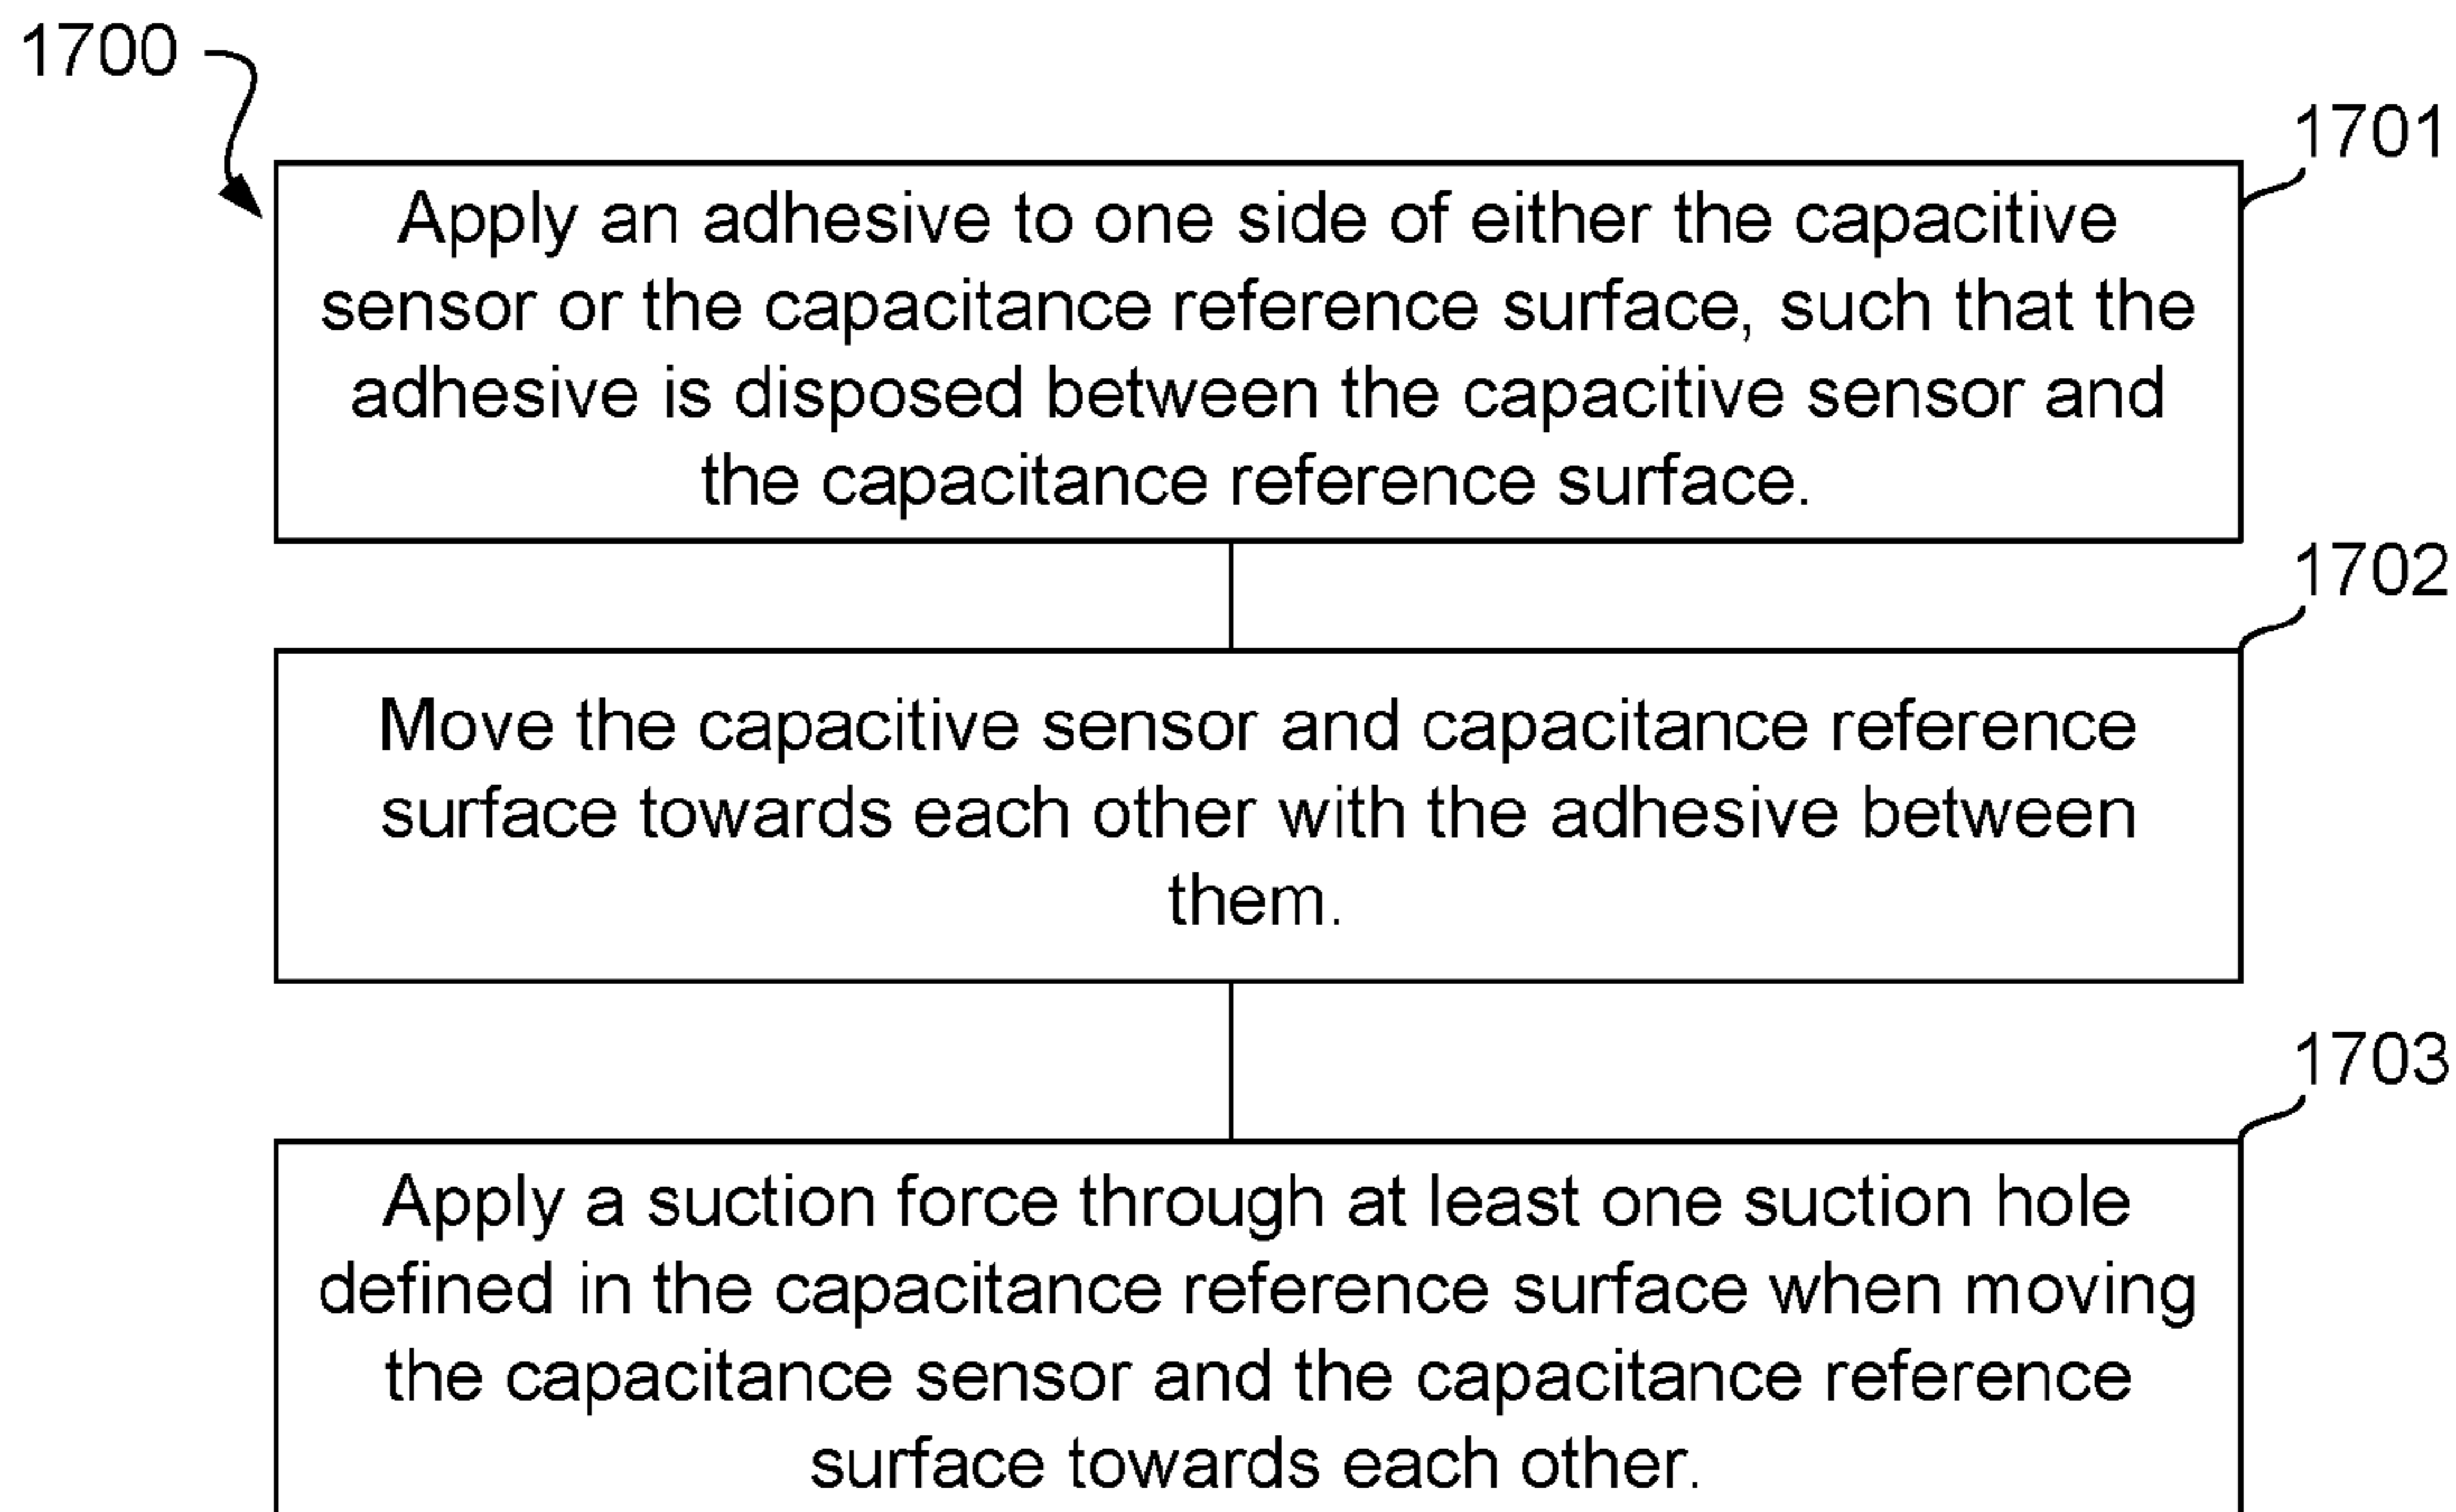 1700
1701
Apply an adhesive to one side of either the capacitive
sensor or the capacitance reference surface, such that the
adhesive is disposed between the capacitive sensor and
the capacitance reference surface.
1702
Move the capacitive sensor and capacitance reference
surface towards each other with the adhesive between
them.
1703
Apply a suction force through at least one suction hole
defined in the capacitance reference surface when moving
the capacitance sensor and the capacitance reference
surface towards each other.